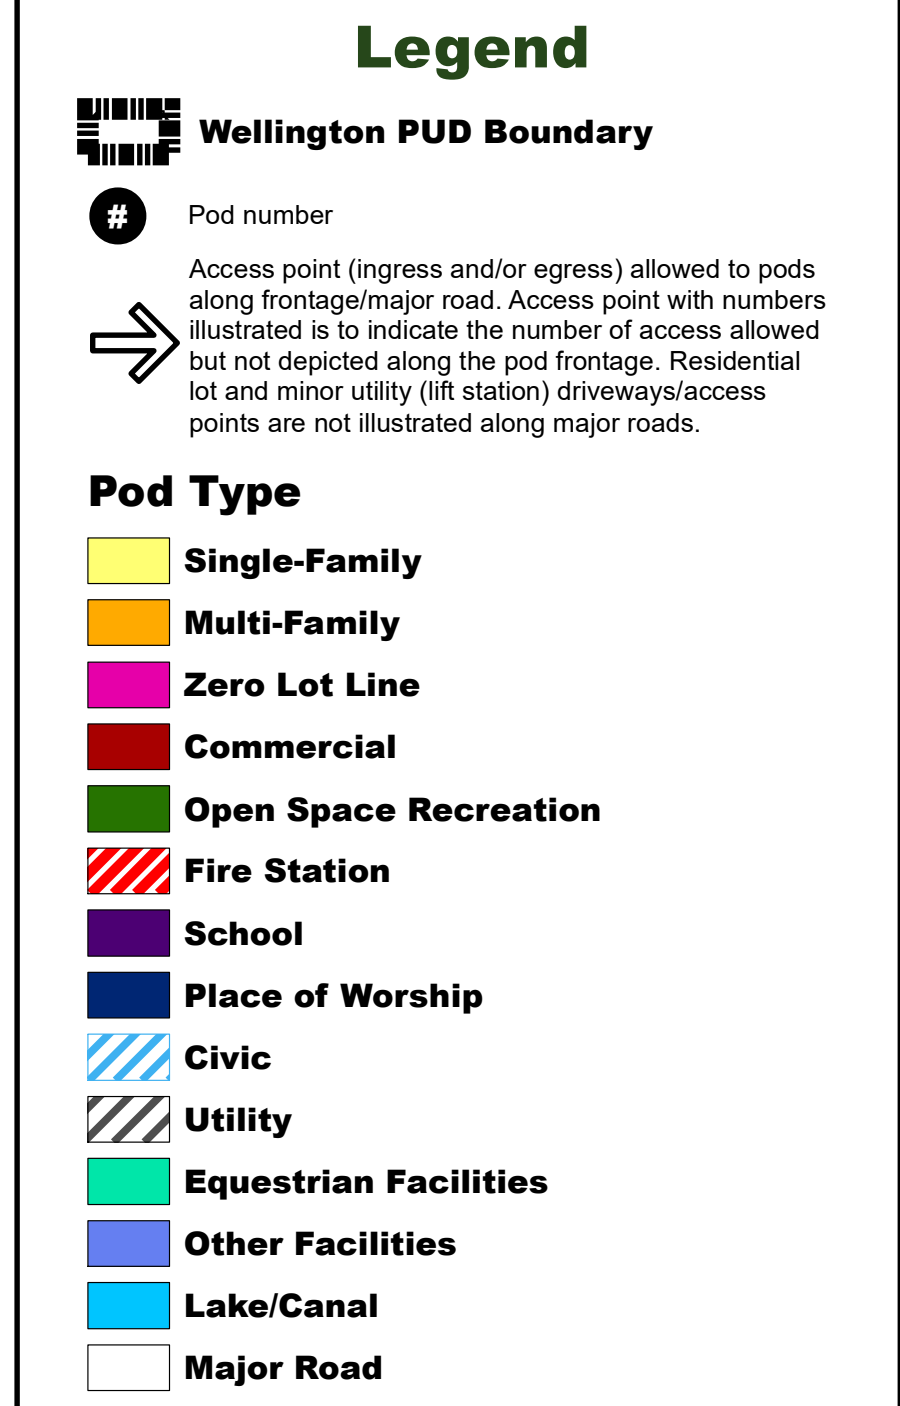 Legend
Wellington PUD Boundary
#
Pod number
Access point (ingress and/or egress) allowed to pods
along frontage/major road. Access point with numbers
illustrated is to indicate the number of access allowed
but not depicted along the pod frontage. Residential
lot and minor utility (lift station) driveways/access
points are not illustrated along major roads.
Pod Type
Single-Family
Multi-Family
Zero Lot Line
Commercial
Open Space Recreation
Fire Station
School
Place of Worship
Civic
Utility
Equestrian Facilities
Other Facilities
Lake/Canal
Major Road